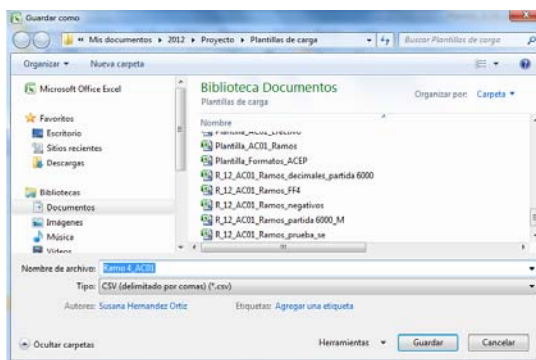 Guardar como
« Mis documentos ▸ 2012 ▸ Proyecto ▸ Plantillas de carga
Buscar Plantillas de carga
Organizar Nueva carpeta
Microsoft Office Excel
Favoritos
Escritorio
Sitios recientes
Descargas
Bibliotecas
Documentos
Imágenes
Música
Vídeos
Biblioteca Documentos
Plantillas de carga
Organizar por: Carpeta
Nombre
Plantilla_AC01_Efectivo
Plantilla_AC01_Ramos
Plantilla_Formatos_ACEP
R_12_AC01_Ramos_decimales_partida 6000
R_12_AC01_Ramos_FF4
R_12_AC01_Ramos_negativos
R_12_AC01_Ramos_partida 6000_M
R_12_AC01_Ramos_prueba_se
Nombre de archivo: Ramo 4_AC01
Tipo: CSV (delimitado por comas) (*.csv)
Autores: Susana Hernandez Ortiz Etiquetas: Agregar una etiqueta
Ocultar carpetas Herramientas Guardar Cancelar